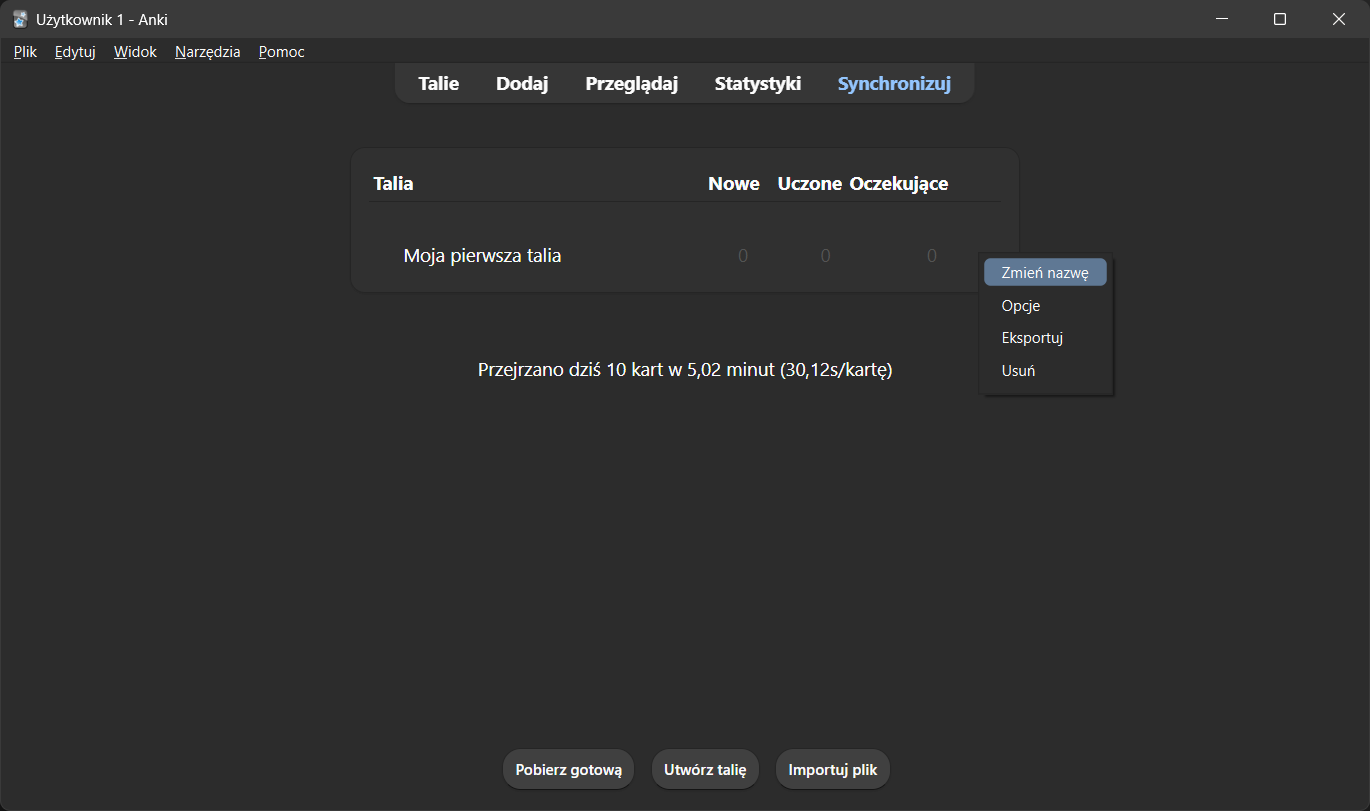 Użytkownik 1 - Anki
Plik Edytuj Widok Narzędzia Pomoc
Talie Dodaj Przeglądaj Statystyki Synchronizuj
Talia Nowe Uczone Oczekujące
Moja pierwsza talia 0 0 0
Zmień nazwę
Opcje
Eksportuj
Usuń
Przejrzano dziś 10 kart w 5,02 minut (30,12s/kartę)
Pobierz gotową Utwórz talię Importuj plik